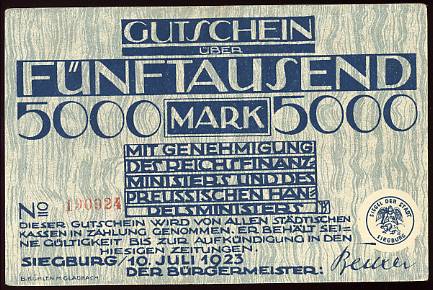 GUTSCHEIN
ÜBER
FÜNFTAUSEND
5000 MARK 5000
MIT GENEHMIGUNG
DES REICHSFINANZ-
MINISTERS UND DES
PREUSSISCHEN HAN-
DELSMINISTERS
No 190924
DIESER GUTSCHEIN WIRD VON ALLEN STÄDTISCHEN
KASSEN IN ZAHLUNG GENOMMEN. ER BEHÄLT SEI=
NE GÜLTIGKEIT BIS ZUR AUFKÜNDIGUNG IN DEN
HIESIGEN ZEITUNGEN.
SIEGBURG / 10. JULI 1923
DER BÜRGERMEISTER:
SIEGEL DER STADT
SIEGBURG
B. KÜHLEN M. GLADBACH